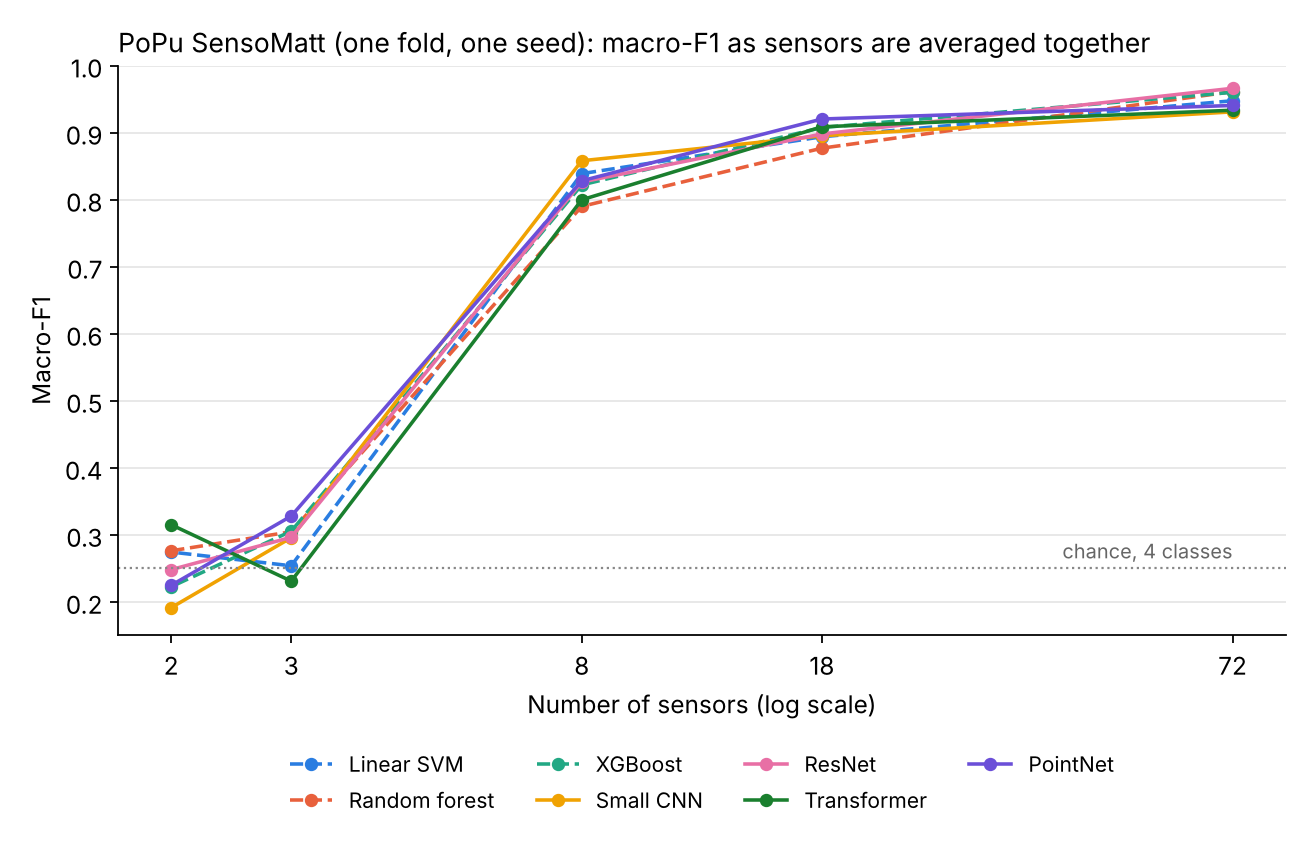 PoPu SensoMatt (one fold, one seed): macro-F1 as sensors are averaged together
1.0
0.9
0.8
0.7
0.6
0.5
0.4
0.3
0.2
Macro-F1
chance, 4 classes
2 3 8 18 72
Number of sensors (log scale)
Linear SVM XGBoost ResNet PointNet
Random forest Small CNN Transformer